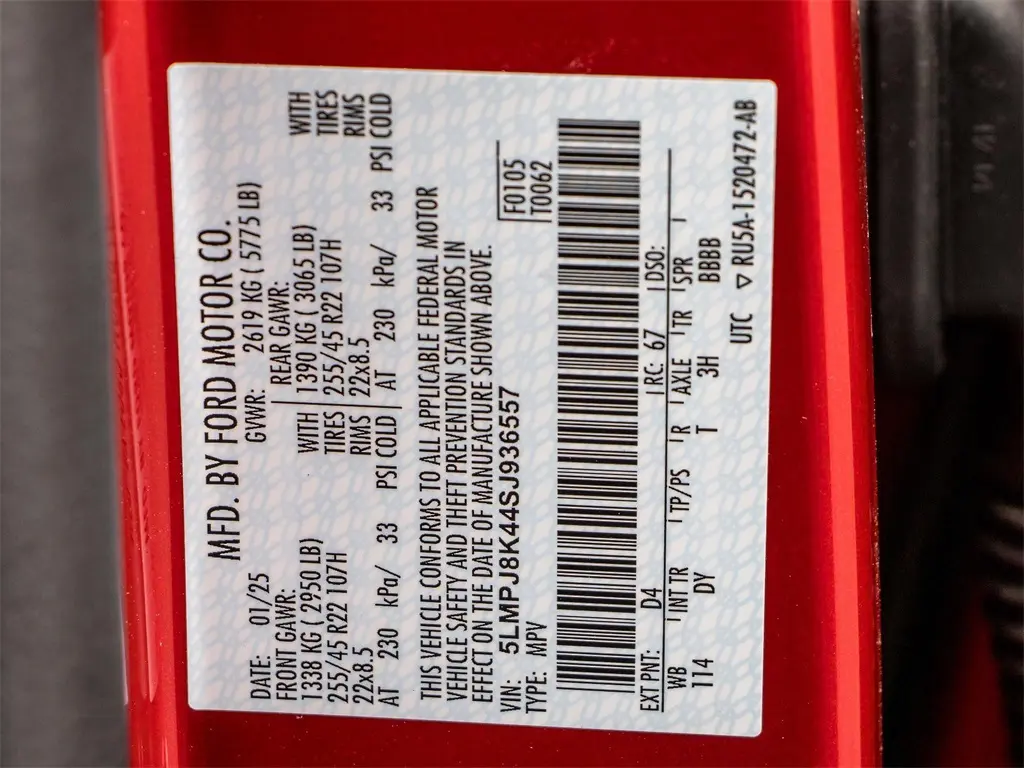 MFD. BY FORD MOTOR CO.
DATE: 01/25 GVWR: 2619 KG ( 5775 LB)
FRONT GAWR: REAR GAWR:
1338 KG ( 2950 LB) WITH 1390 KG ( 3065 LB) WITH
255/45 R22 107H TIRES 255/45 R22 107H TIRES
22x8.5 RIMS 22x8.5 RIMS
AT 230 kPa/ 33 PSI COLD AT 230 kPa/ 33 PSI COLD
THIS VEHICLE CONFORMS TO ALL APPLICABLE FEDERAL MOTOR
VEHICLE SAFETY AND THEFT PREVENTION STANDARDS IN
EFFECT ON THE DATE OF MANUFACTURE SHOWN ABOVE.
VIN: 5LMPJ8K44SJ936557 F0105
TYPE: MPV T0062
EXT PNT: D4 RC: 67 DSO:
WB INT TR TP/PS R AXLE TR SPR
114 DY T 3H BBBB
UTC ▽ RU5A-1520472-AB